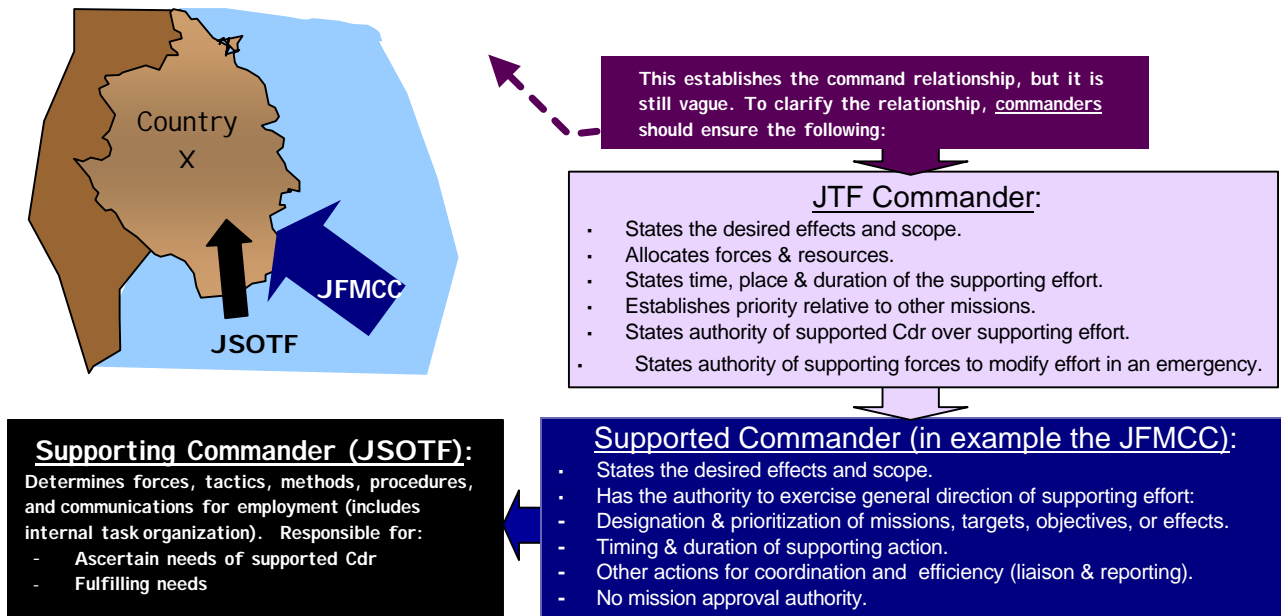 Country
X
JFMCC
JSOTF
This establishes the command relationship, but it is
still vague. To clarify the relationship, commanders
should ensure the following:
JTF Commander:
· States the desired effects and scope.
· Allocates forces & resources.
· States time, place & duration of the supporting effort.
· Establishes priority relative to other missions.
· States authority of supported Cdr over supporting effort.
· States authority of supporting forces to modify effort in an emergency.
Supporting Commander (JSOTF):
Determines forces, tactics, methods, procedures,
and communications for employment (includes
internal task organization). Responsible for:
- Ascertain needs of supported Cdr
- Fulfilling needs
Supported Commander (in example the JFMCC):
· States the desired effects and scope.
· Has the authority to exercise general direction of supporting effort:
- Designation & prioritization of missions, targets, objectives, or effects.
- Timing & duration of supporting action.
- Other actions for coordination and efficiency (liaison & reporting).
- No mission approval authority.